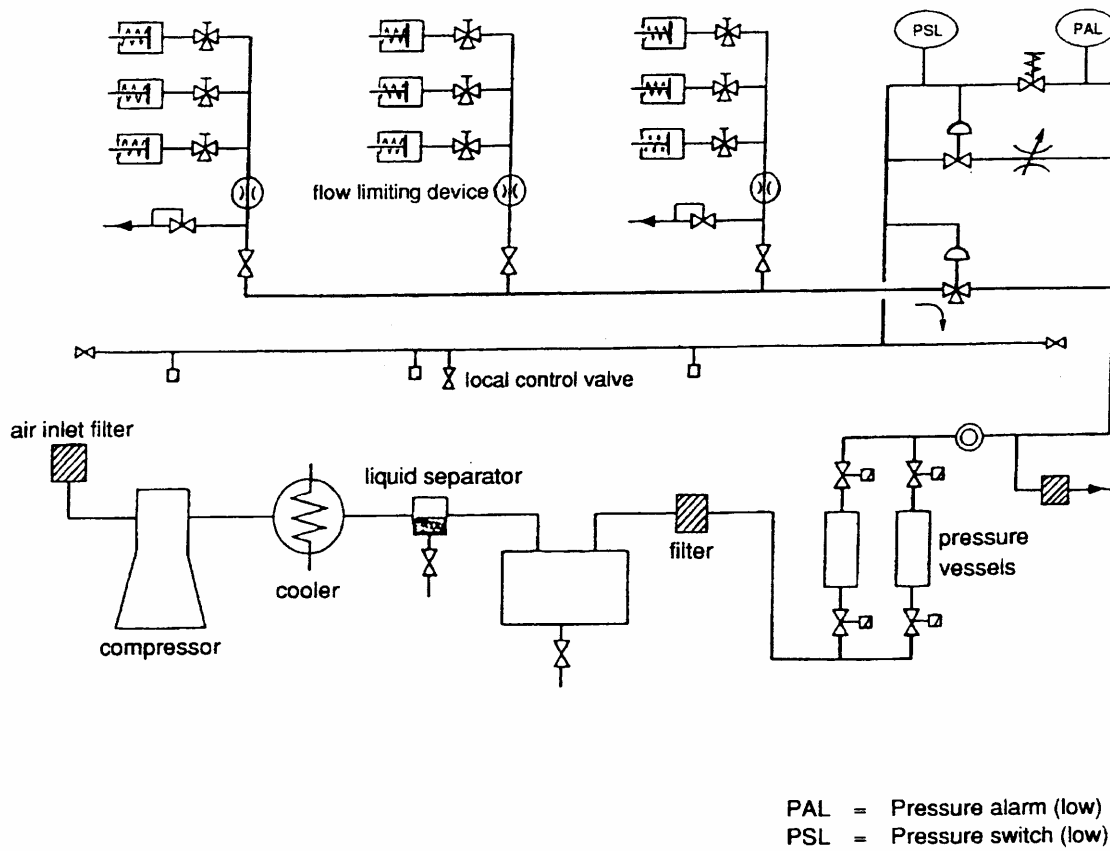 PSL
PAL
flow limiting device
local control valve
air inlet filter
liquid separator
cooler
filter
pressure
vessels
compressor
PAL = Pressure alarm (low)
PSL = Pressure switch (low)